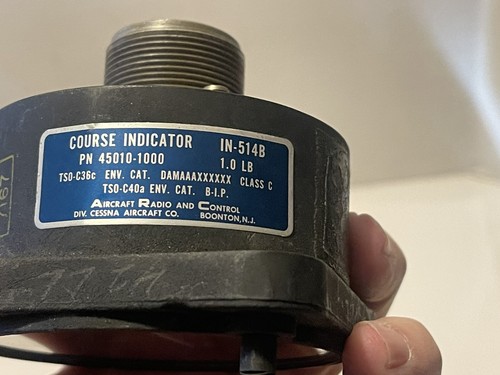 COURSE INDICATOR IN-514B
PN 45010-1000 1.0 LB
TSO-C36c ENV. CAT. DAMAAAXXXXXX CLASS C
TSO-C40a ENV. CAT. B-I.P.
AIRCRAFT RADIO AND CONTROL
DIV. CESSNA AIRCRAFT CO. BOONTON, N.J.